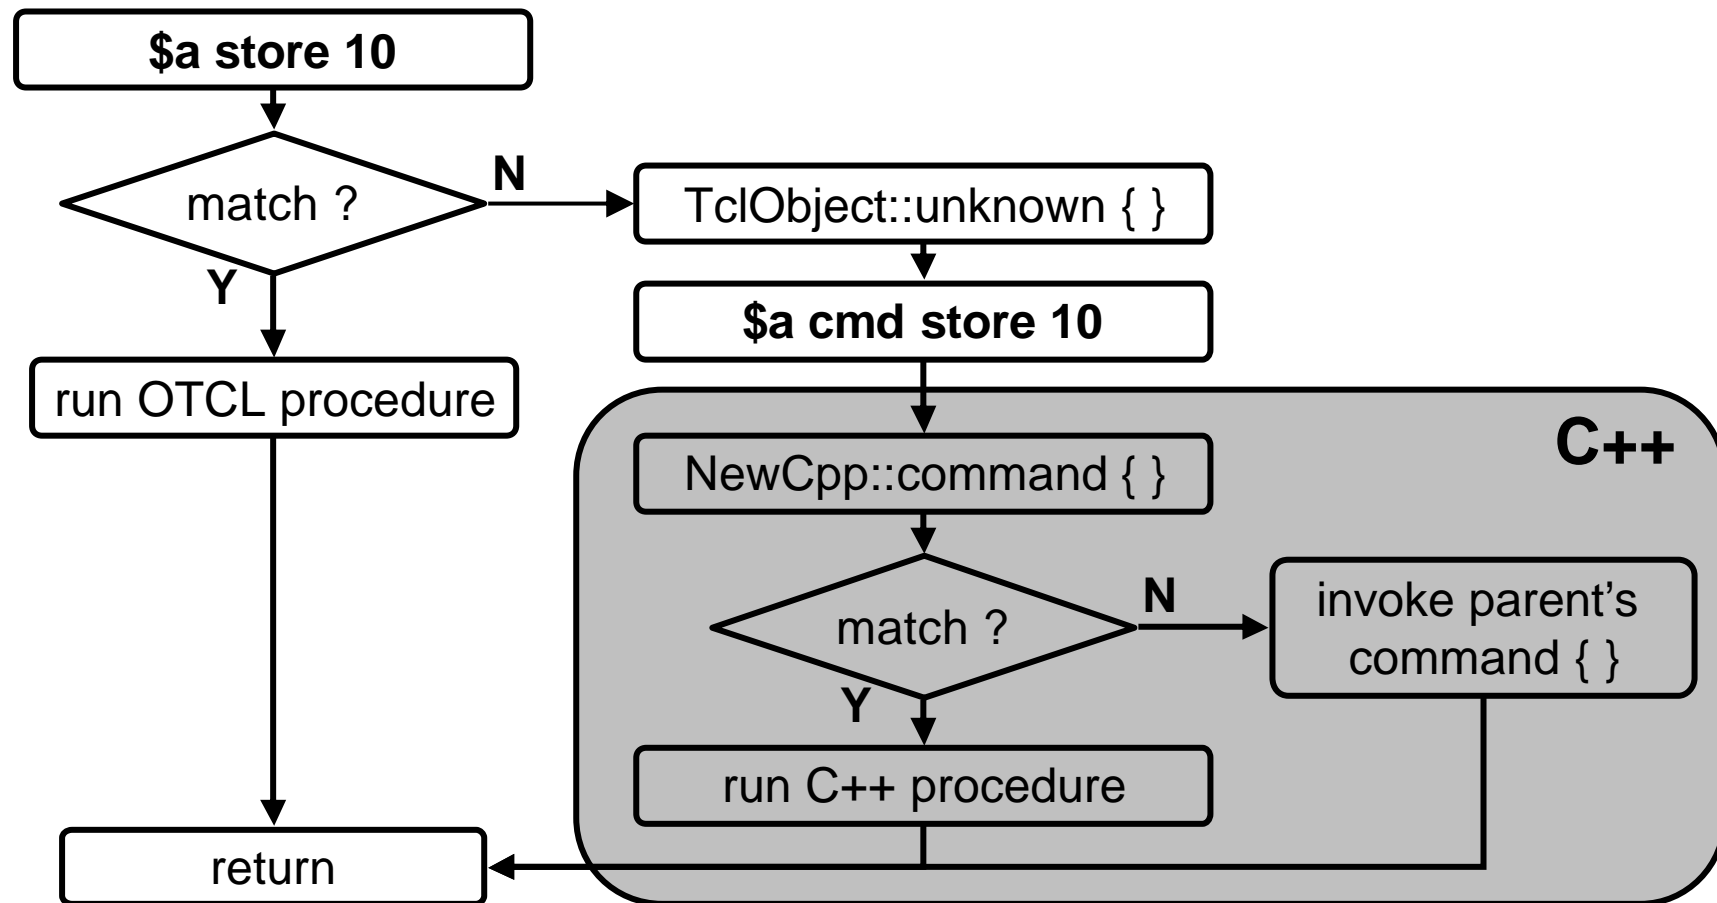 $a store 10
match ?
N
TclObject::unknown { }
Y
$a cmd store 10
run OTCL procedure
C++
NewCpp::command { }
match ?
N
invoke parent’s
command { }
Y
run C++ procedure
return